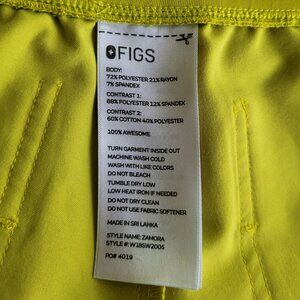 FIGS
BODY:
72% POLYESTER 21% RAYON
7% SPANDEX
CONTRAST 1:
88% POLYESTER 12% SPANDEX
CONTRAST 2:
60% COTTON 40% POLYESTER
100% AWESOME
TURN GARMENT INSIDE OUT
MACHINE WASH COLD
WASH WITH LIKE COLORS
DO NOT BLEACH
TUMBLE DRY LOW
LOW HEAT IRON IF NEEDED
DO NOT DRY CLEAN
DO NOT USE FABRIC SOFTENER
MADE IN SRI LANKA
STYLE NAME: ZAMORA
STYLE #: W18SW2006
PO# 4019